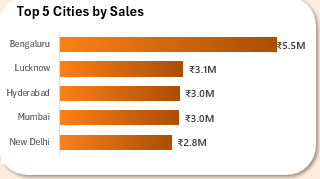 Top 5 Cities by Sales
Bengaluru ₹5.5M
Lucknow ₹3.1M
Hyderabad ₹3.0M
Mumbai ₹3.0M
New Delhi ₹2.8M